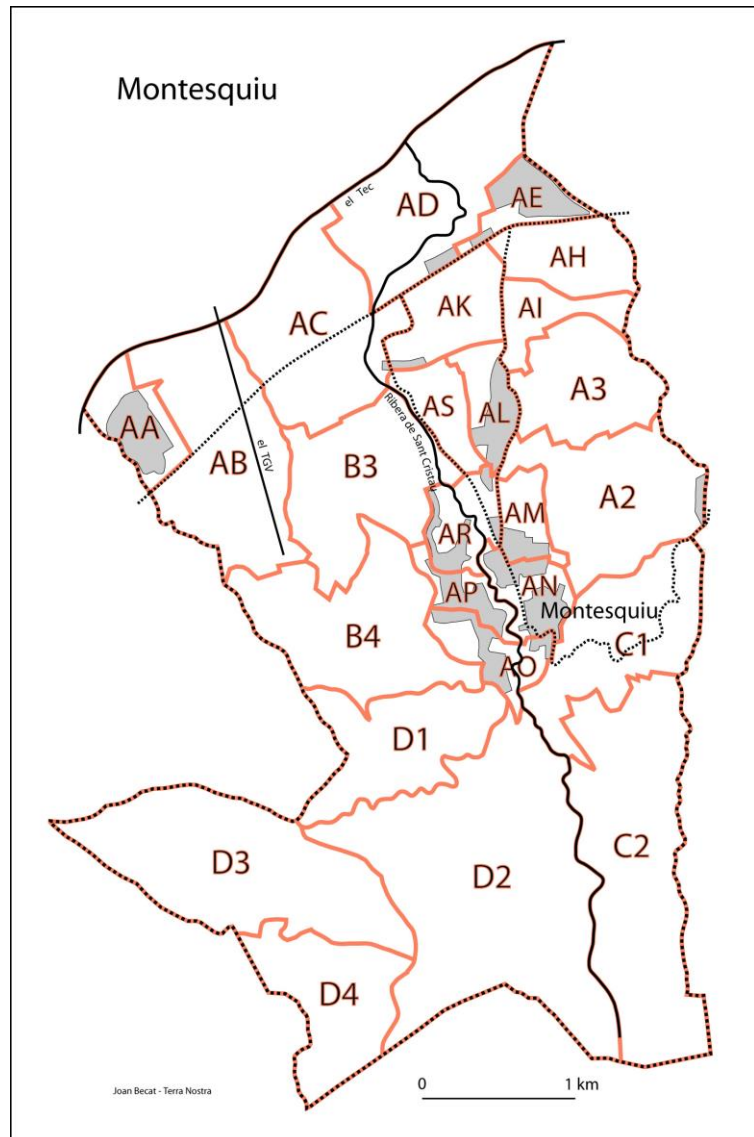 Montesquiu
AE
el Tec
AD
AH
AK
AI
AC
A3
AS
AL
AA
Ribera de Sant Cristau
AB
el TGV
B3
A2
AM
AR
AN
AP
Montesquiu
B4
C1
AO
D1
C2
D3
D2
D4
0 1 km
Joan Becat - Terra Nostra